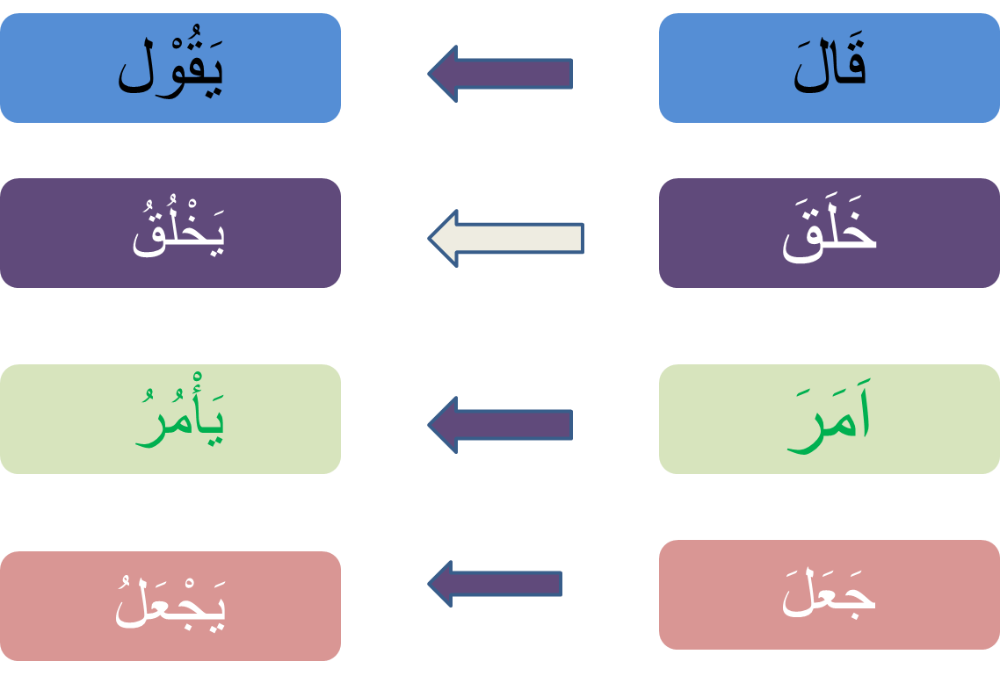 قَالَ
يَقُوْل
خَلَقَ
يَخْلُقُ
اَمَرَ
يَأْمُرُ
جَعَلَ
يَجْعَلُ